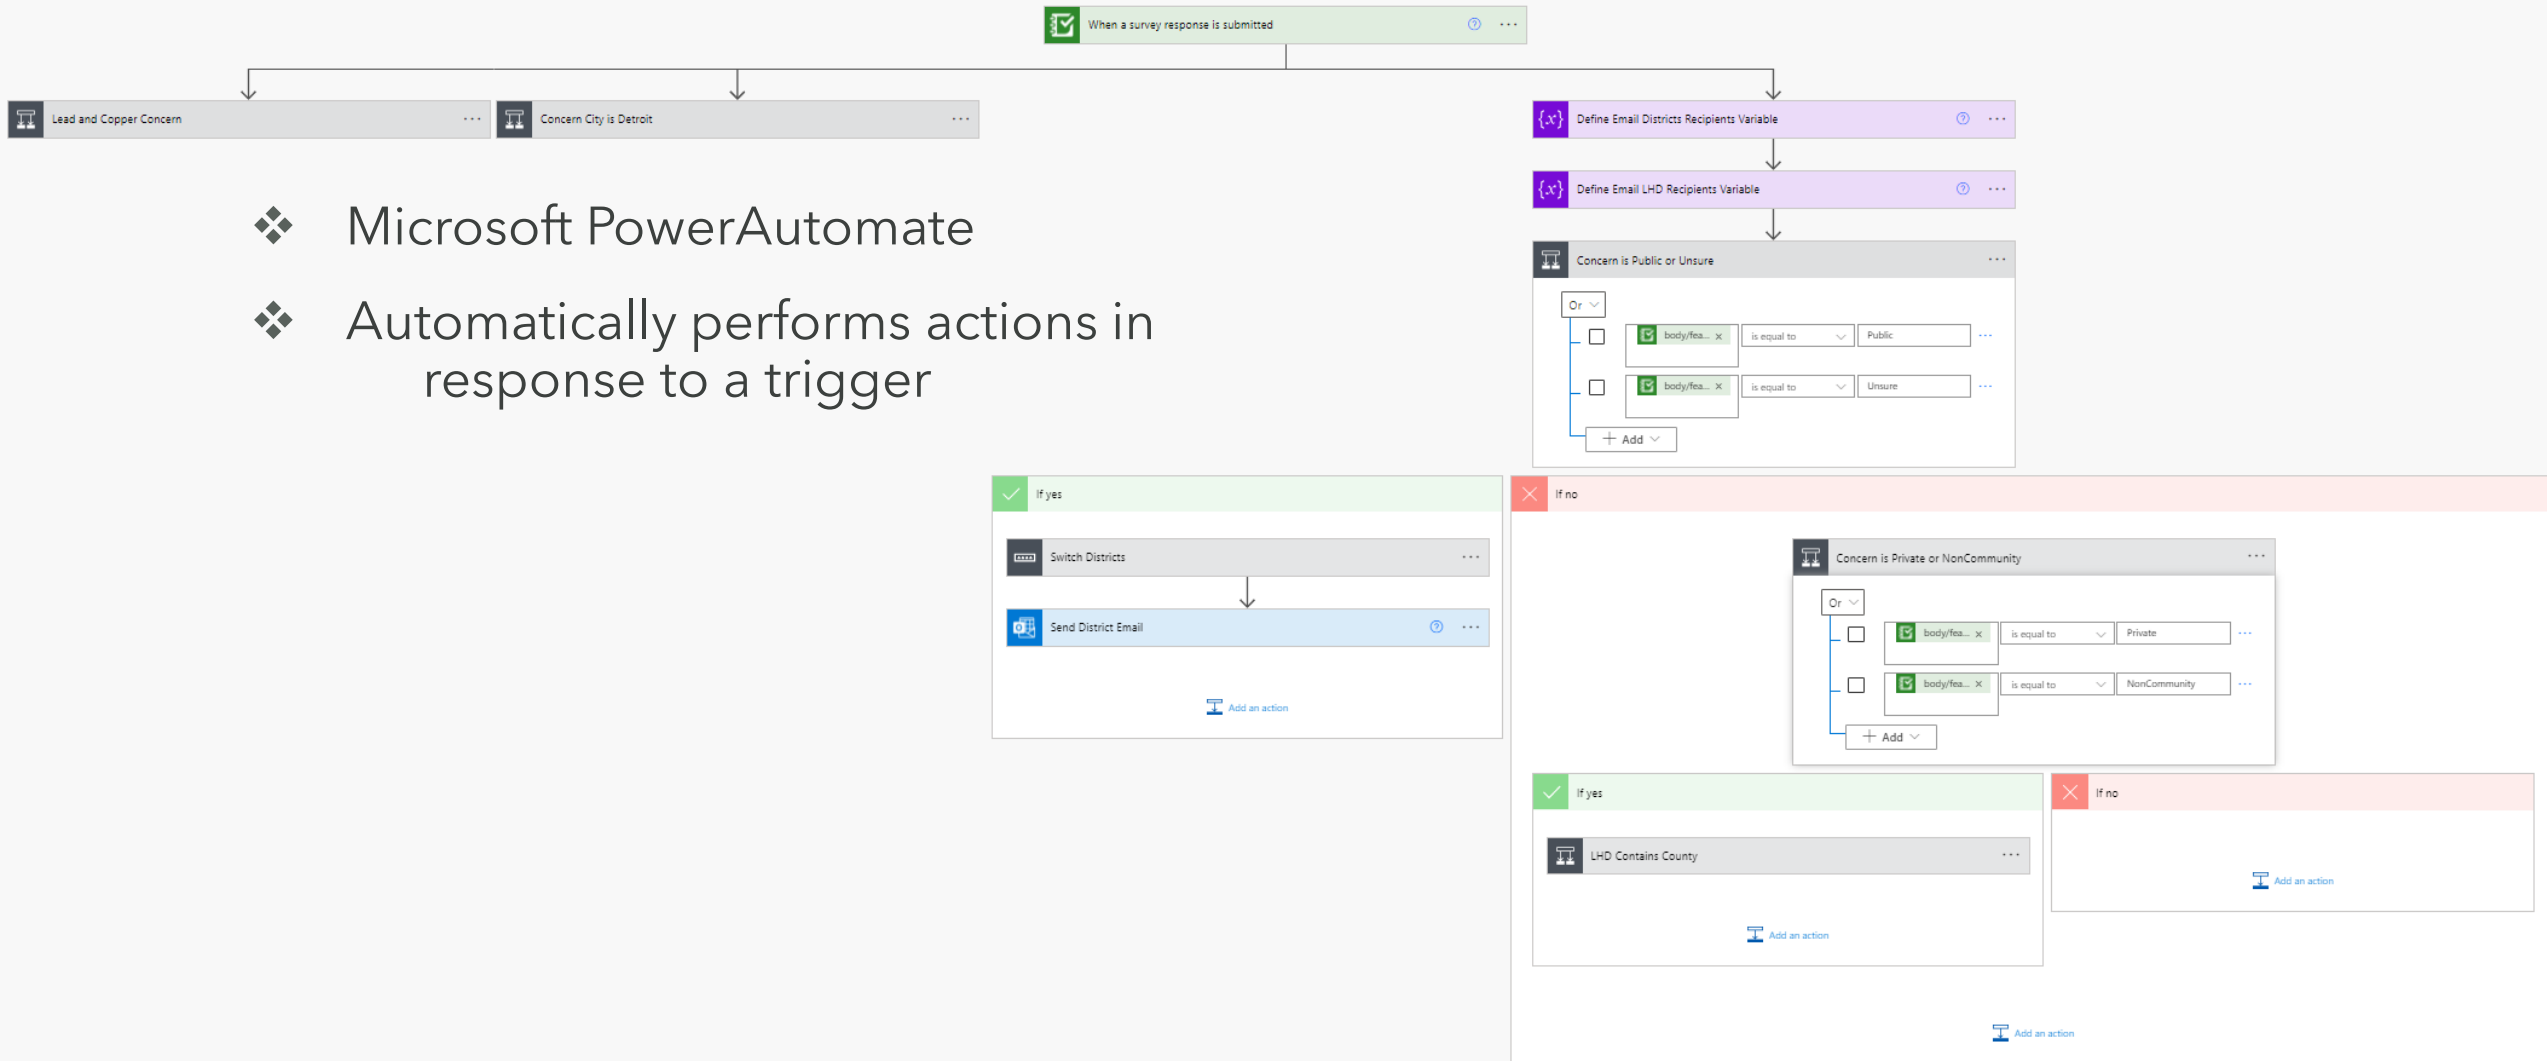 When a survey response is submitted
Lead and Copper Concern
Concern City is Detroit
Define Email Districts Recipients Variable
Define Email LHD Recipients Variable
❖ Microsoft PowerAutomate
❖ Automatically performs actions in
response to a trigger
Concern is Public or Unsure
Or
body/fea... x is equal to Public
body/fea... x is equal to Unsure
+ Add
If yes
Switch Districts
Send District Email
Add an action
If no
Concern is Private or NonCommunity
Or
body/fea... x is equal to Private
body/fea... x is equal to NonCommunity
+ Add
If yes
LHD Contains County
Add an action
If no
Add an action
Add an action